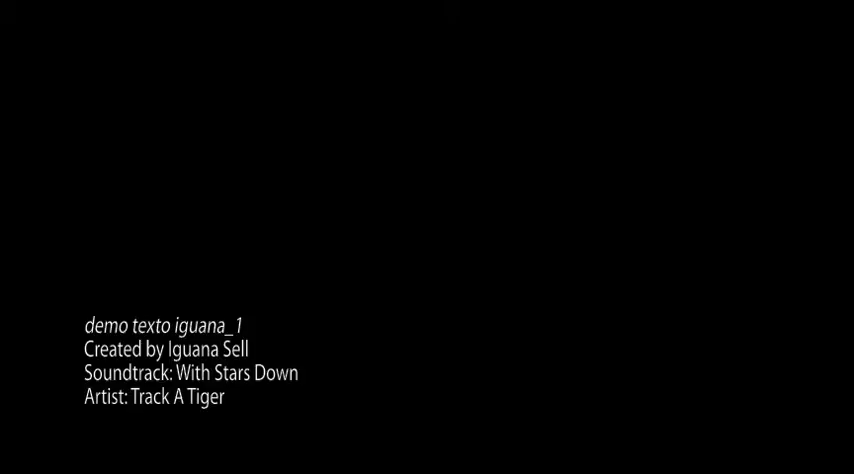 demo texto iguana_1
Created by Iguana Sell
Soundtrack: With Stars Down
Artist: Track A Tiger